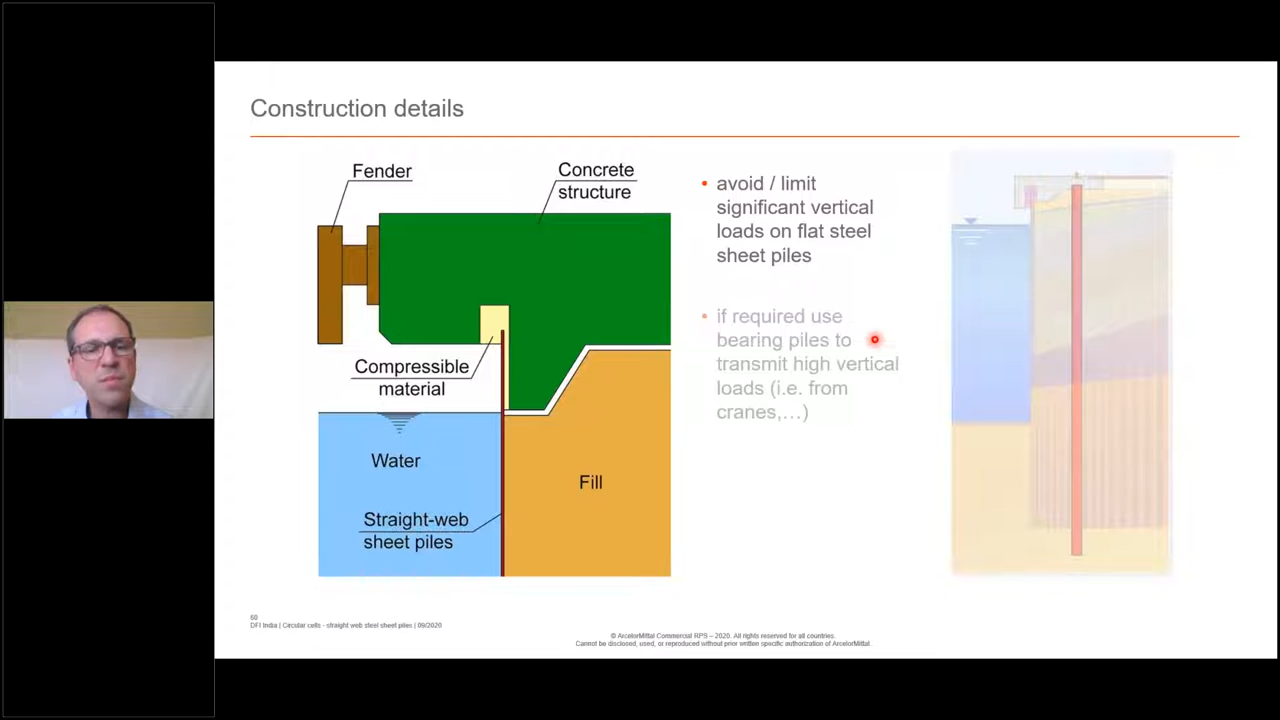 Construction details
Fender
Concrete
structure
Compressible
material
Water
Straight-web
sheet piles
Fill
• avoid / limit
significant vertical
loads on flat steel
sheet piles
• if required use
bearing piles to
transmit high vertical
loads (i.e. from
cranes,…)
60
DFI India | Circular cells - straight web steel sheet piles | 09/2020
© ArcelorMittal Commercial RPS – 2020. All rights reserved for all countries.
Cannot be disclosed, used, or reproduced without prior written specific authorization of ArcelorMittal.